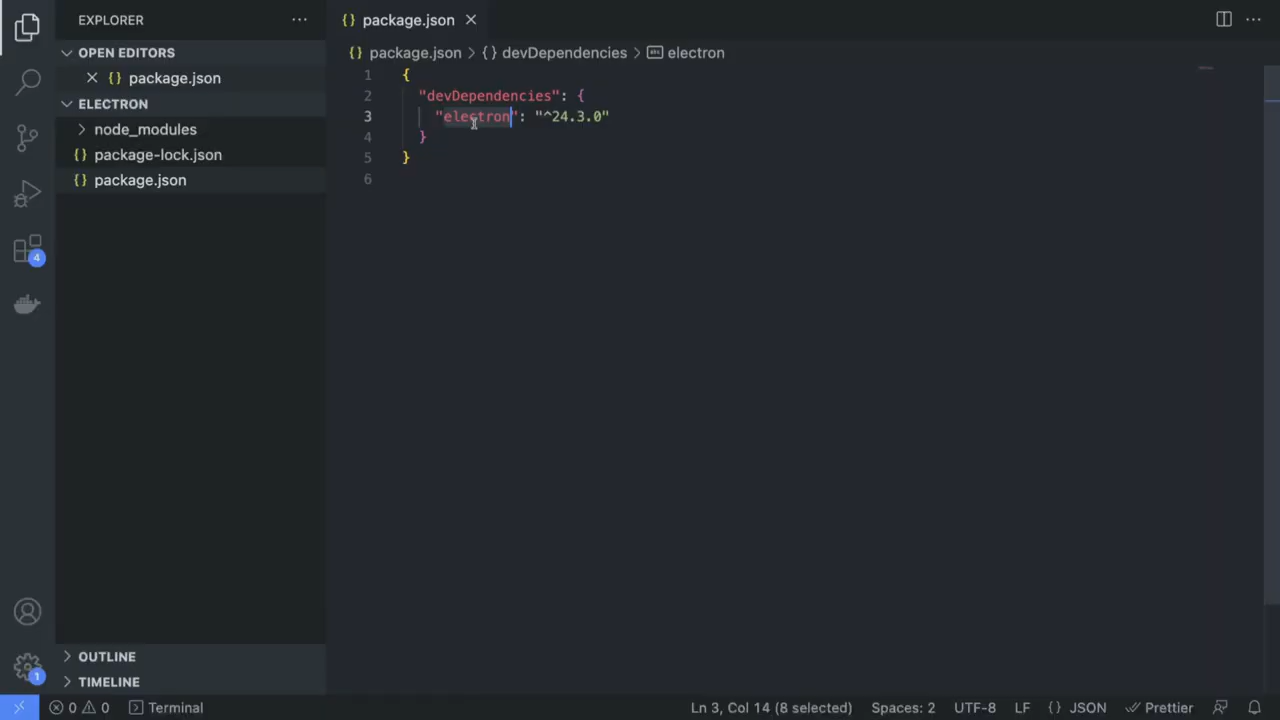 EXPLORER
OPEN EDITORS
package.json
ELECTRON
node_modules
package-lock.json
package.json
OUTLINE
TIMELINE
4
1
package.json
package.json > {} devDependencies > electron
1 {
2 "devDependencies": {
3 "electron": "^24.3.0"
4 }
5 }
6
0 0 Terminal
Ln 3, Col 14 (8 selected) Spaces: 2 UTF-8 LF {} JSON Prettier